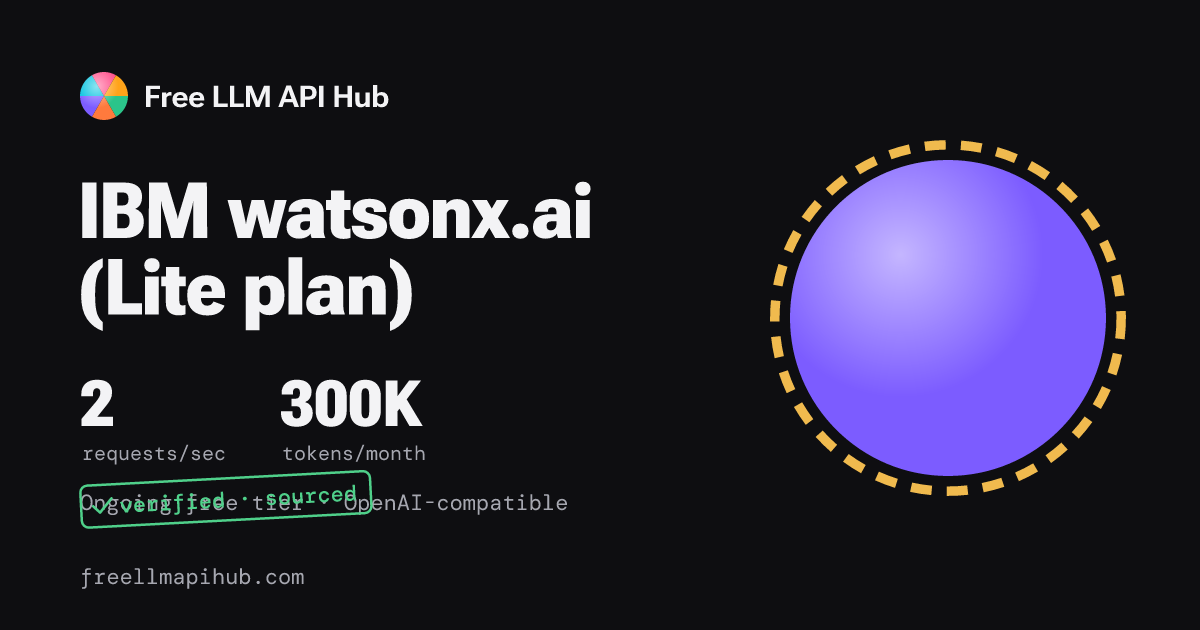 Free LLM API Hub
IBM watsonx.ai
(Lite plan)
2
300K
requests/sec
tokens/month
✓ verified · sourced
Ongoing free tier · OpenAI-compatible
freellmapihub.com